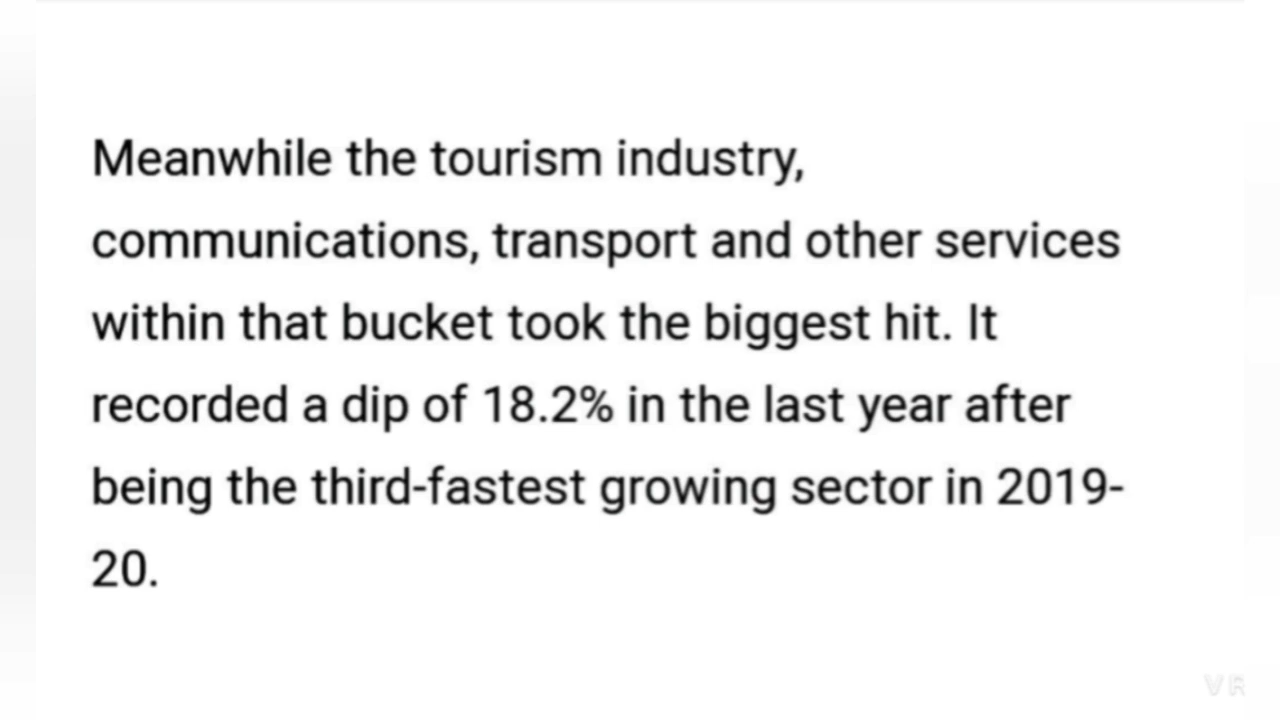 Meanwhile the tourism industry,
communications, transport and other services
within that bucket took the biggest hit. It
recorded a dip of 18.2% in the last year after
being the third-fastest growing sector in 2019-
20.
VR